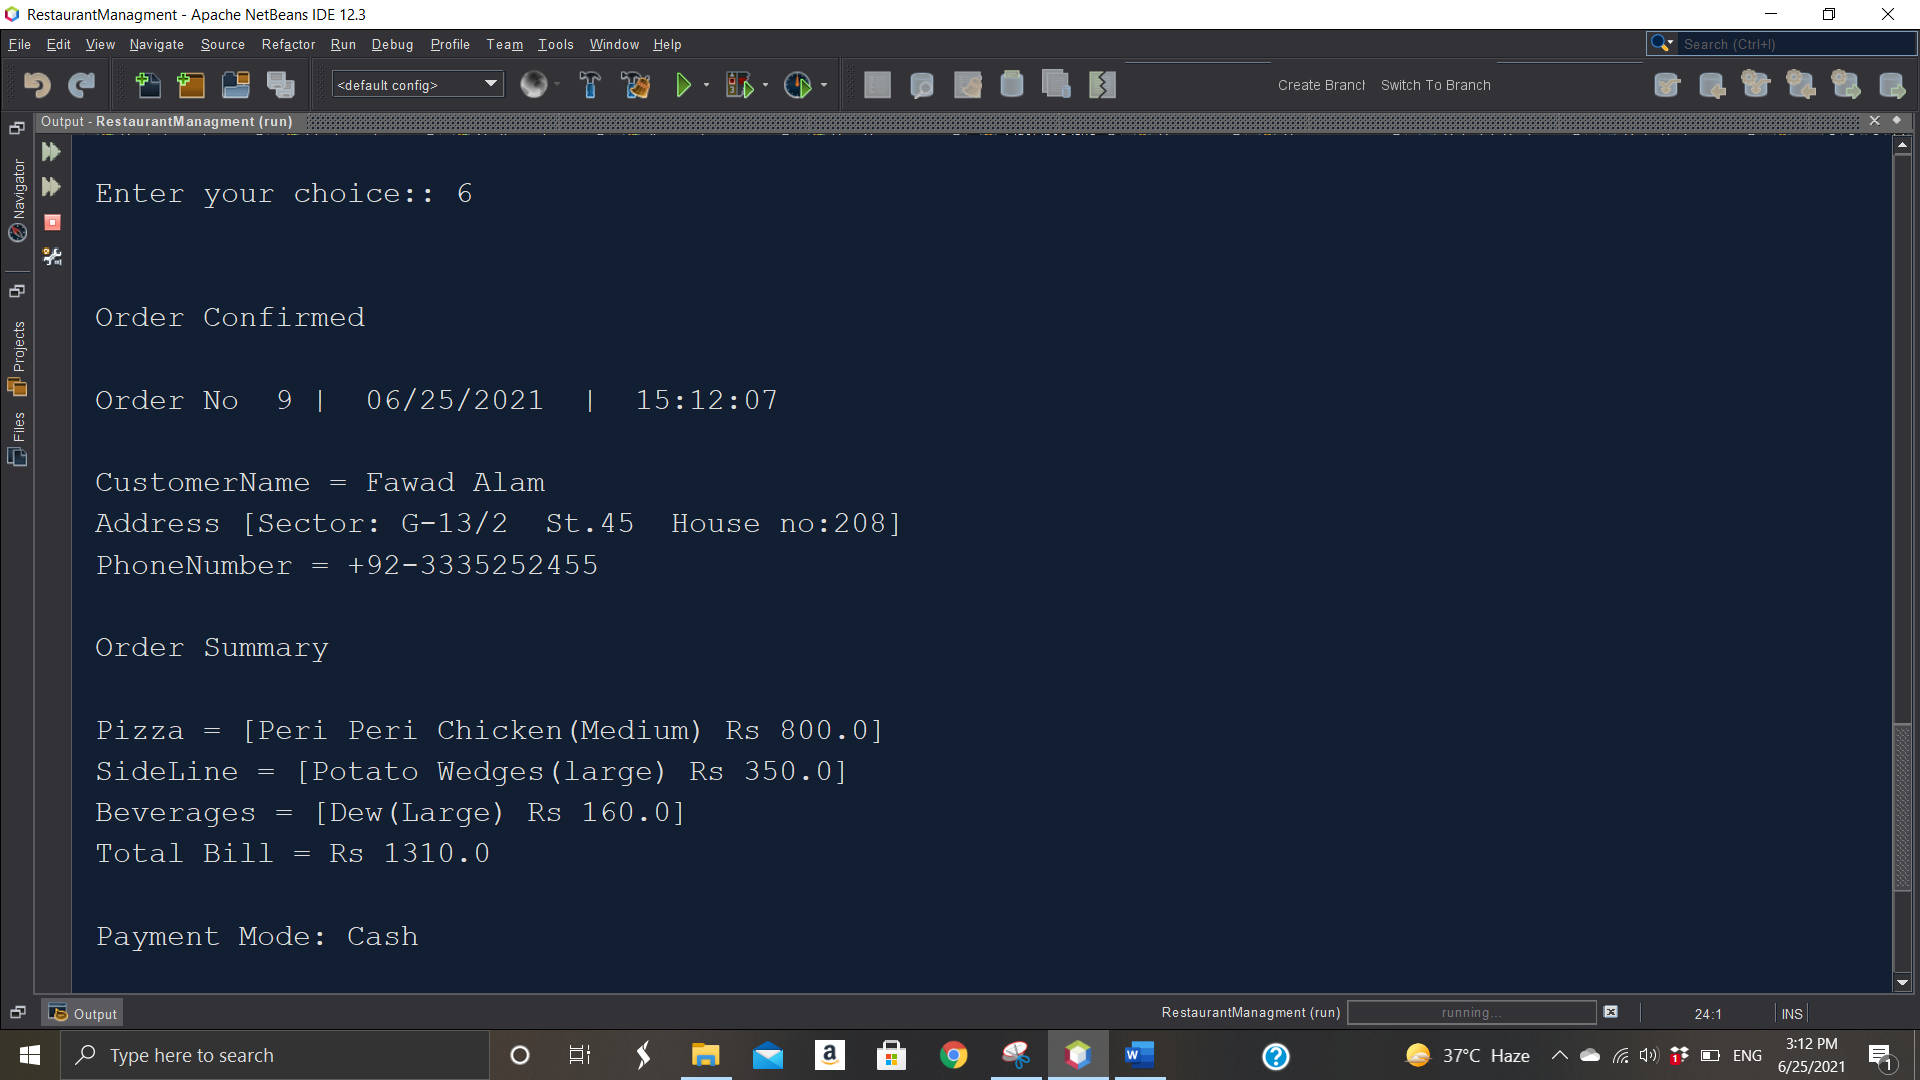 RestaurantManagment - Apache NetBeans IDE 12.3
File Edit View Navigate Source Refactor Run Debug Profile Team Tools Window Help
Search (Ctrl+I)
<default config>
Create Branch Switch To Branch
Output - RestaurantManagment (run)
Navigator
Projects
Files
Enter your choice:: 6
Order Confirmed
Order No 9 | 06/25/2021 | 15:12:07
CustomerName = Fawad Alam
Address [Sector: G-13/2 St.45 House no:208]
PhoneNumber = +92-3335252455
Order Summary
Pizza = [Peri Peri Chicken(Medium) Rs 800.0]
SideLine = [Potato Wedges(large) Rs 350.0]
Beverages = [Dew(Large) Rs 160.0]
Total Bill = Rs 1310.0
Payment Mode: Cash
Output
RestaurantManagment (run)
running...
24:1
INS
Type here to search
37°C Haze
ENG
3:12 PM
6/25/2021
1